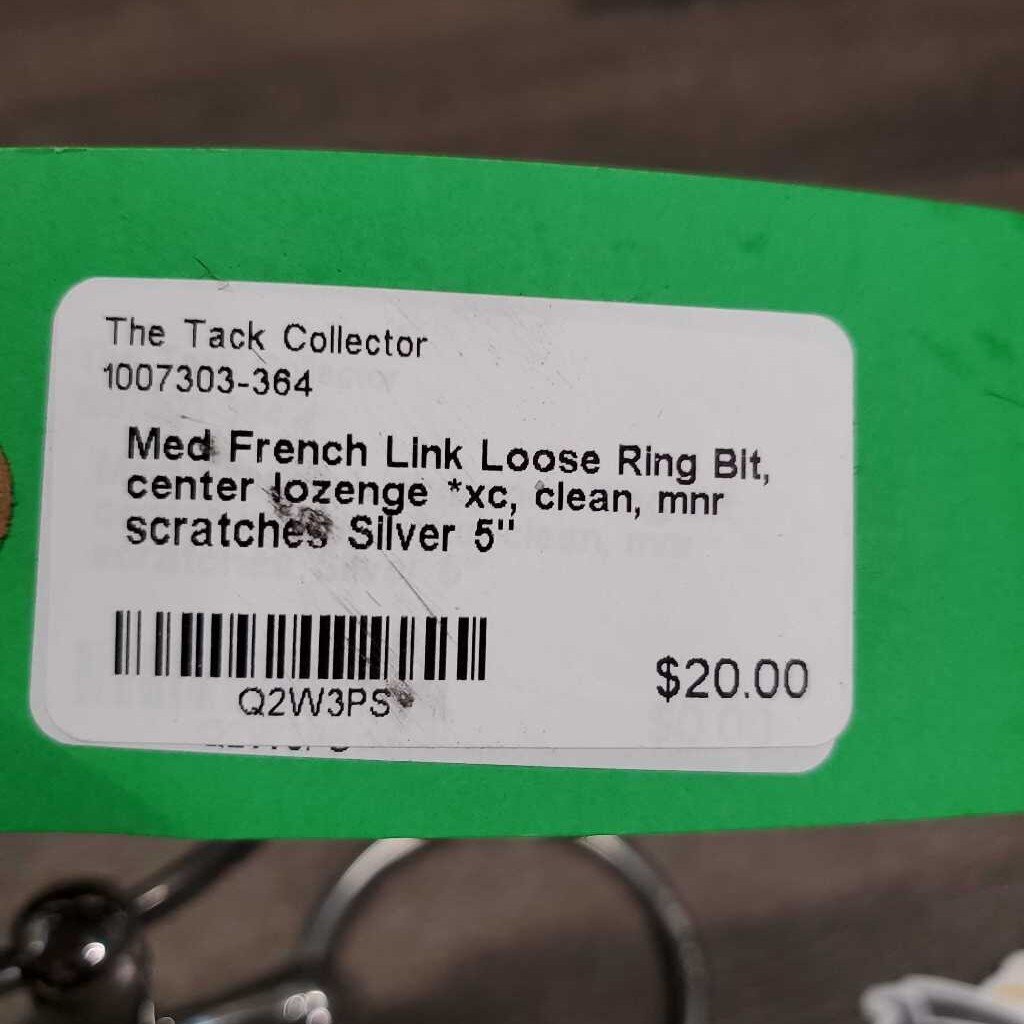 The Tack Collector
1007303-364
Med French Link Loose Ring Bit,
center lozenge *xc, clean, mnr
scratches Silver 5"
Q2W3PS
$20.00